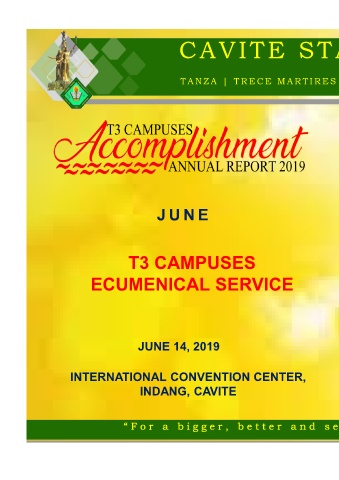 CAVITE STA
TANZA | TRECE MARTIRES
T3 CAMPUSES
Accomplishment
ANNUAL REPORT 2019
JUNE
T3 CAMPUSES
ECUMENICAL SERVICE
JUNE 14, 2019
INTERNATIONAL CONVENTION CENTER,
INDANG, CAVITE
"For a bigger, better and se